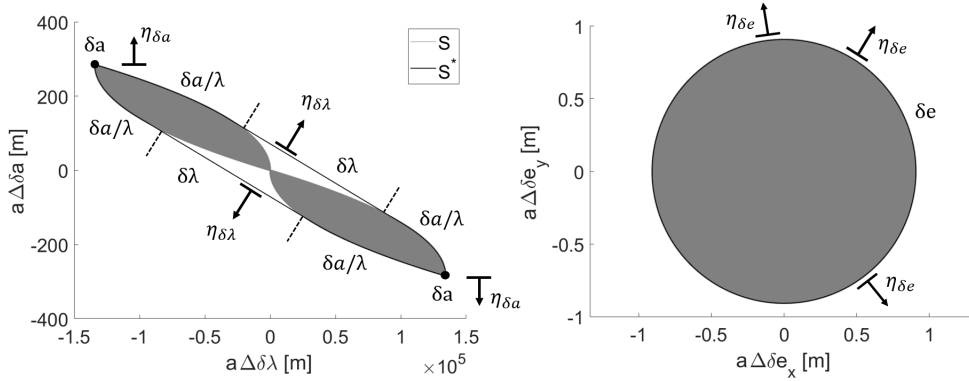 400
200
0
-200
-400
-1.5
-1
-0.5
0
0.5
1
1.5
×10⁵
a Δδλ [m]
a Δδa [m]
δa
η_δa
δa/λ
δa/λ
η_δλ
δλ
δλ
η_δλ
δa/λ
δa/λ
δa
η_δa
S
S*
1
0.5
0
-0.5
-1
-1
-0.5
0
0.5
1
a Δδe_x [m]
a Δδe_y [m]
η_δe
η_δe
δe
η_δe